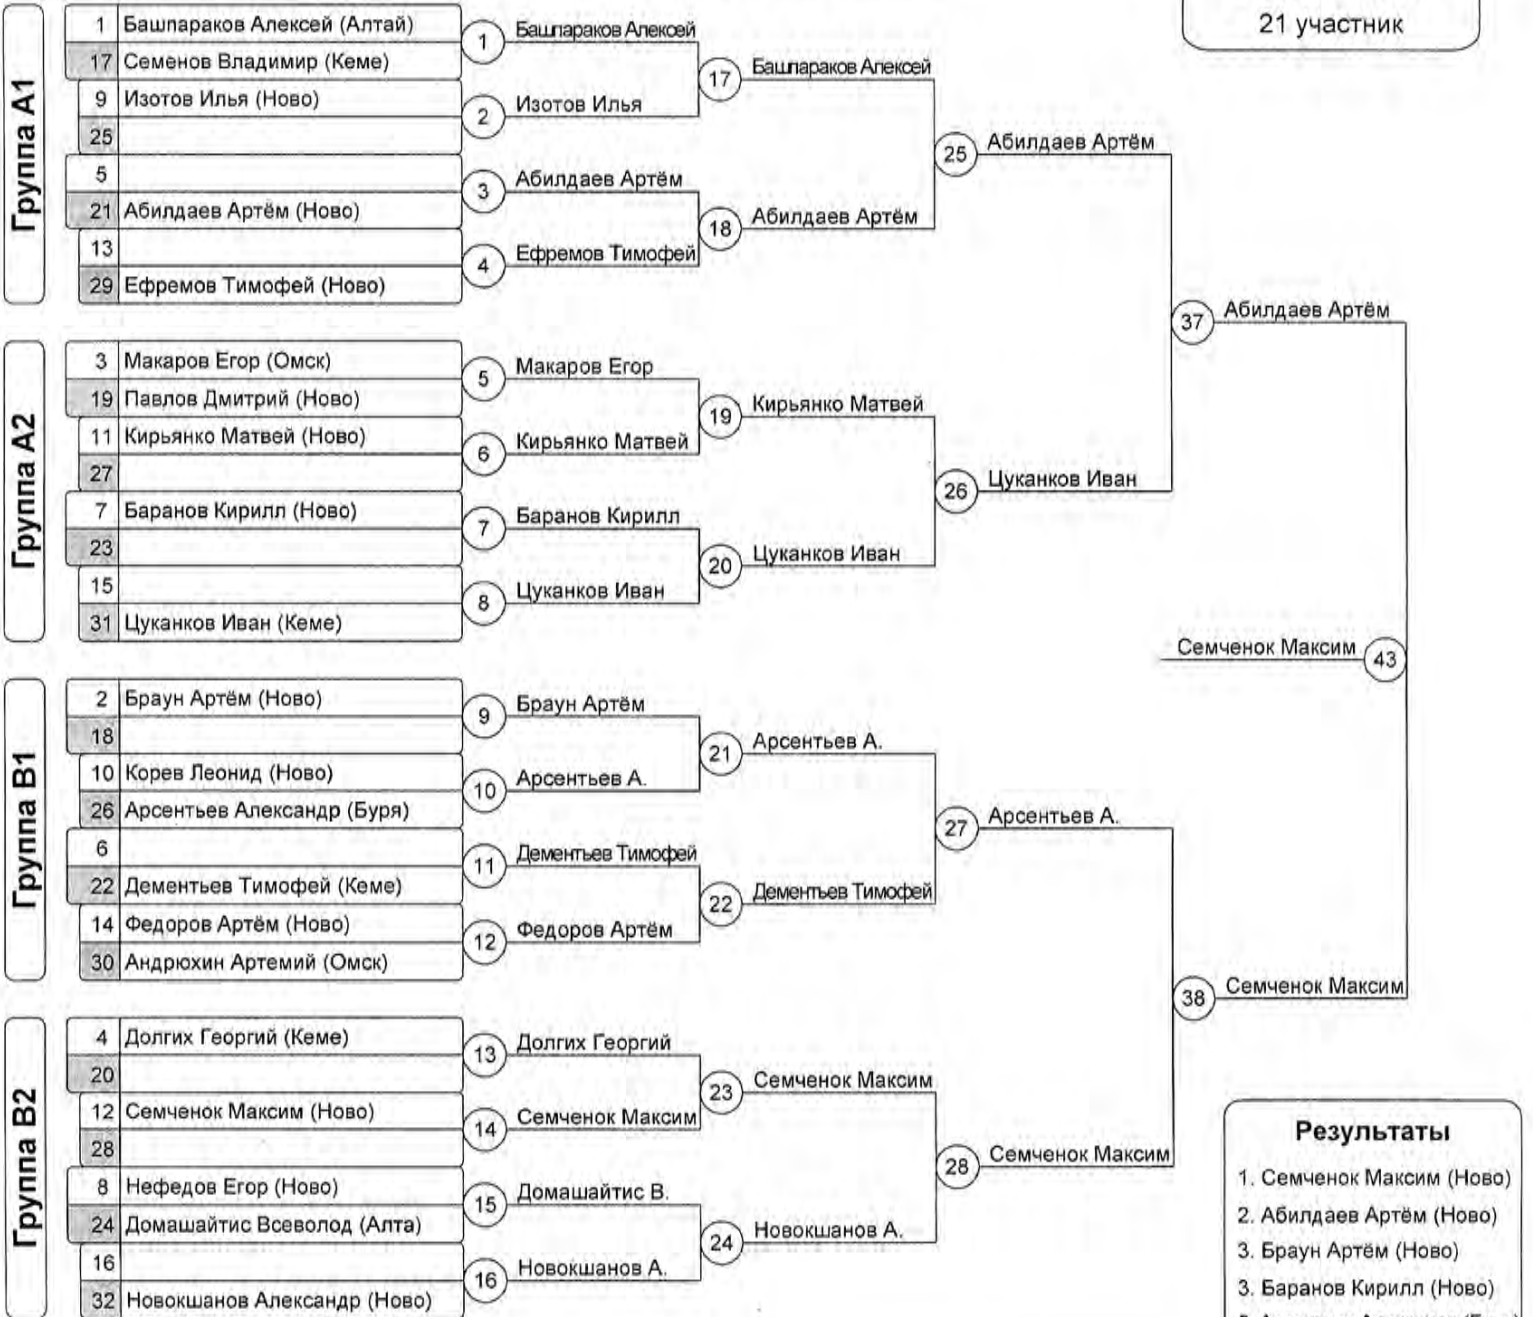 21 участник
Группа A1
1 Башпараков Алексей (Алтай)
17 Семенов Владимир (Кеме)
9 Изотов Илья (Ново)
25
5
21 Абилдаев Артём (Ново)
13
29 Ефремов Тимофей (Ново)
1 Башпараков Алексей
2 Изотов Илья
3 Абилдаев Артём
4 Ефремов Тимофей
17 Башпараков Алексей
18 Абилдаев Артём
25 Абилдаев Артём
Группа A2
3 Макаров Егор (Омск)
19 Павлов Дмитрий (Ново)
11 Кирьянко Матвей (Ново)
27
7 Баранов Кирилл (Ново)
23
15
31 Цуканков Иван (Кеме)
5 Макаров Егор
6 Кирьянко Матвей
7 Баранов Кирилл
8 Цуканков Иван
19 Кирьянко Матвей
20 Цуканков Иван
26 Цуканков Иван
37 Абилдаев Артём
Группа B1
2 Браун Артём (Ново)
18
10 Корев Леонид (Ново)
26 Арсентьев Александр (Буря)
6
22 Дементьев Тимофей (Кеме)
14 Федоров Артём (Ново)
30 Андрюхин Артемий (Омск)
9 Браун Артём
10 Арсентьев А.
11 Дементьев Тимофей
12 Федоров Артём
21 Арсентьев А.
22 Дементьев Тимофей
27 Арсентьев А.
Группа B2
4 Долгих Георгий (Кеме)
20
12 Семченок Максим (Ново)
28
8 Нефедов Егор (Ново)
24 Домашайтис Всеволод (Алта)
16
32 Новокшанов Александр (Ново)
13 Долгих Георгий
14 Семченок Максим
15 Домашайтис В.
16 Новокшанов А.
23 Семченок Максим
24 Новокшанов А.
28 Семченок Максим
38 Семченок Максим
Семченок Максим 43
Результаты
1. Семченок Максим (Ново)
2. Абилдаев Артём (Ново)
3. Браун Артём (Ново)
3. Баранов Кирилл (Ново)